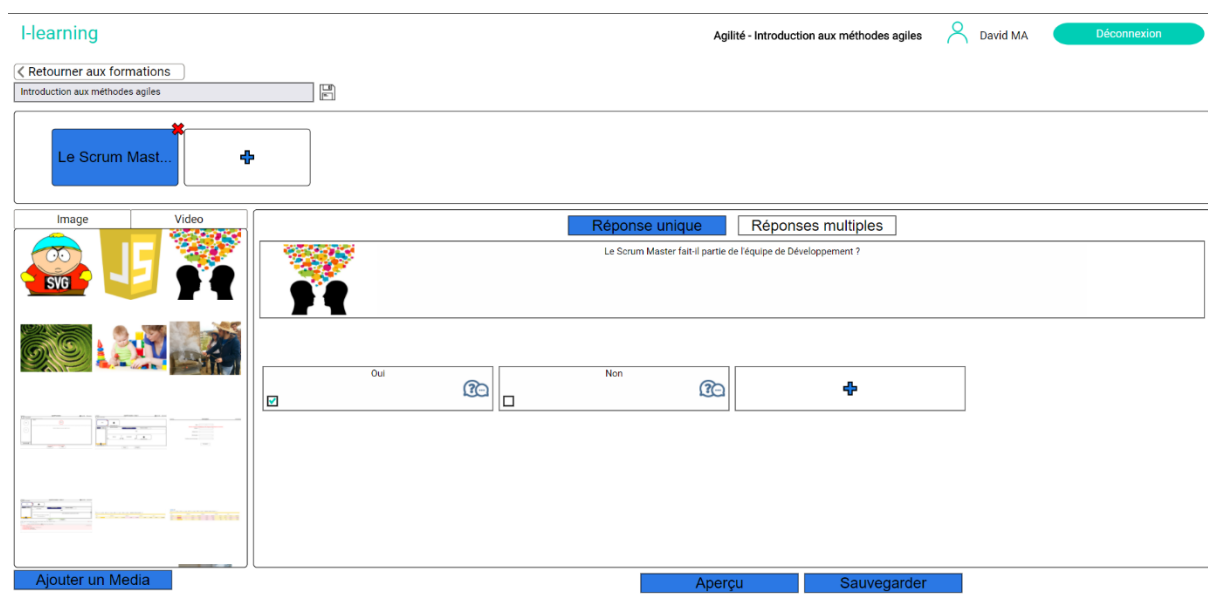 I-learning
Agilité - Introduction aux méthodes agiles
David MA
Déconnexion
Retourner aux formations
Introduction aux méthodes agiles
Le Scrum Mast...
Image
Video
Réponse unique
Réponses multiples
SVG
JS
Le Scrum Master fait-il partie de l'équipe de Développement ?
Oui
Non
Ajouter un Media
Aperçu
Sauvegarder